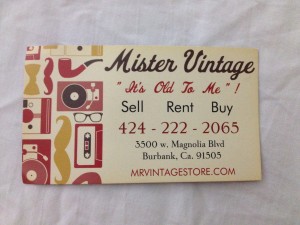 Mister Vintage
"It's Old To Me"!
Sell Rent Buy
424 - 222 - 2065
3500 w. Magnolia Blvd
Burbank, Ca. 91505
MRVINTAGESTORE.COM